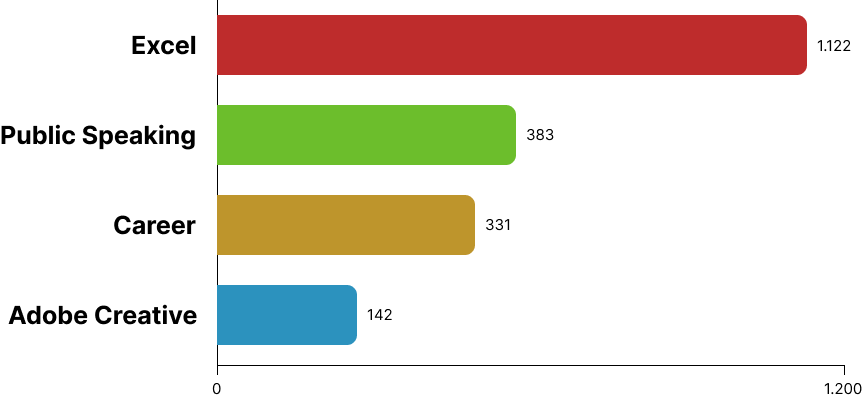 Excel
1.122
Public Speaking
383
Career
331
Adobe Creative
142
0
1.200